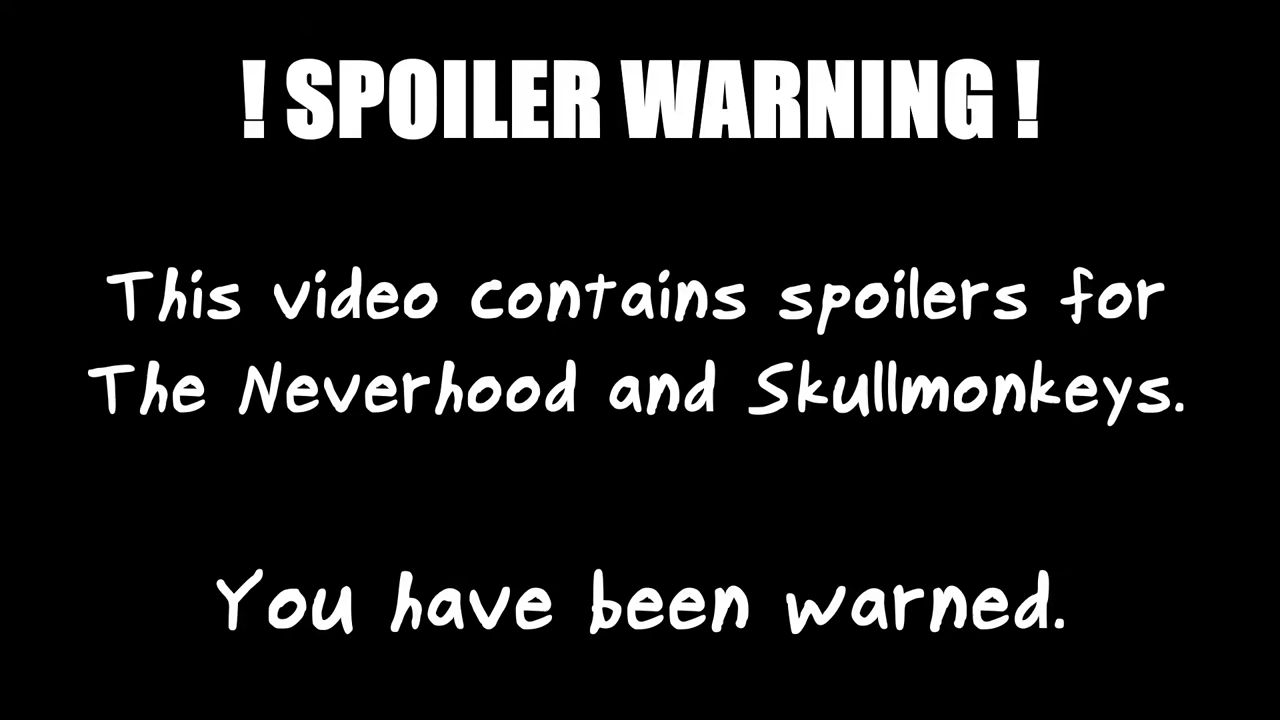 ! SPOILER WARNING !
This video contains spoilers for
The Neverhood and Skullmonkeys.
You have been warned.